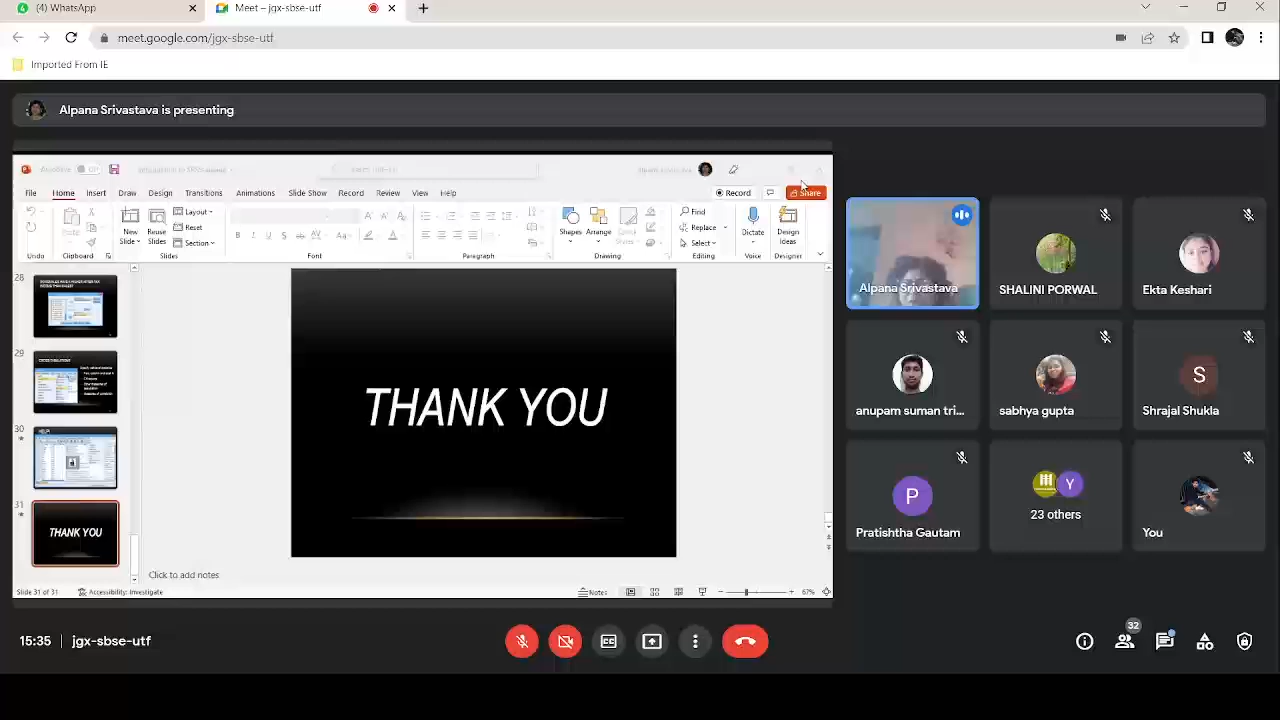 (4) WhatsApp
Meet – jgx-sbse-utf
meet.google.com/jgx-sbse-utf
Imported From IE
Alpana Srivastava is presenting
File Home Insert Draw Design Transitions Animations Slide Show Record Review View Help
Record Share
New Slide
Reuse Slides
Layout
Reset
Section
Shapes Arrange
Find
Replace
Select
Dictate
Design Ideas
Undo Clipboard Slides Font Paragraph Drawing Editing Voice Designer
28
29
30
HELP!
31
THANK YOU
THANK YOU
Click to add notes
Slide 31 of 31 Accessibility: Investigate
Notes
67%
Alpana Srivastava
SHALINI PORWAL
Ekta Keshari
anupam suman tri...
sabhya gupta
S
Shrajal Shukla
P
Pratishtha Gautam
Y
23 others
You
15:35 | jgx-sbse-utf
32